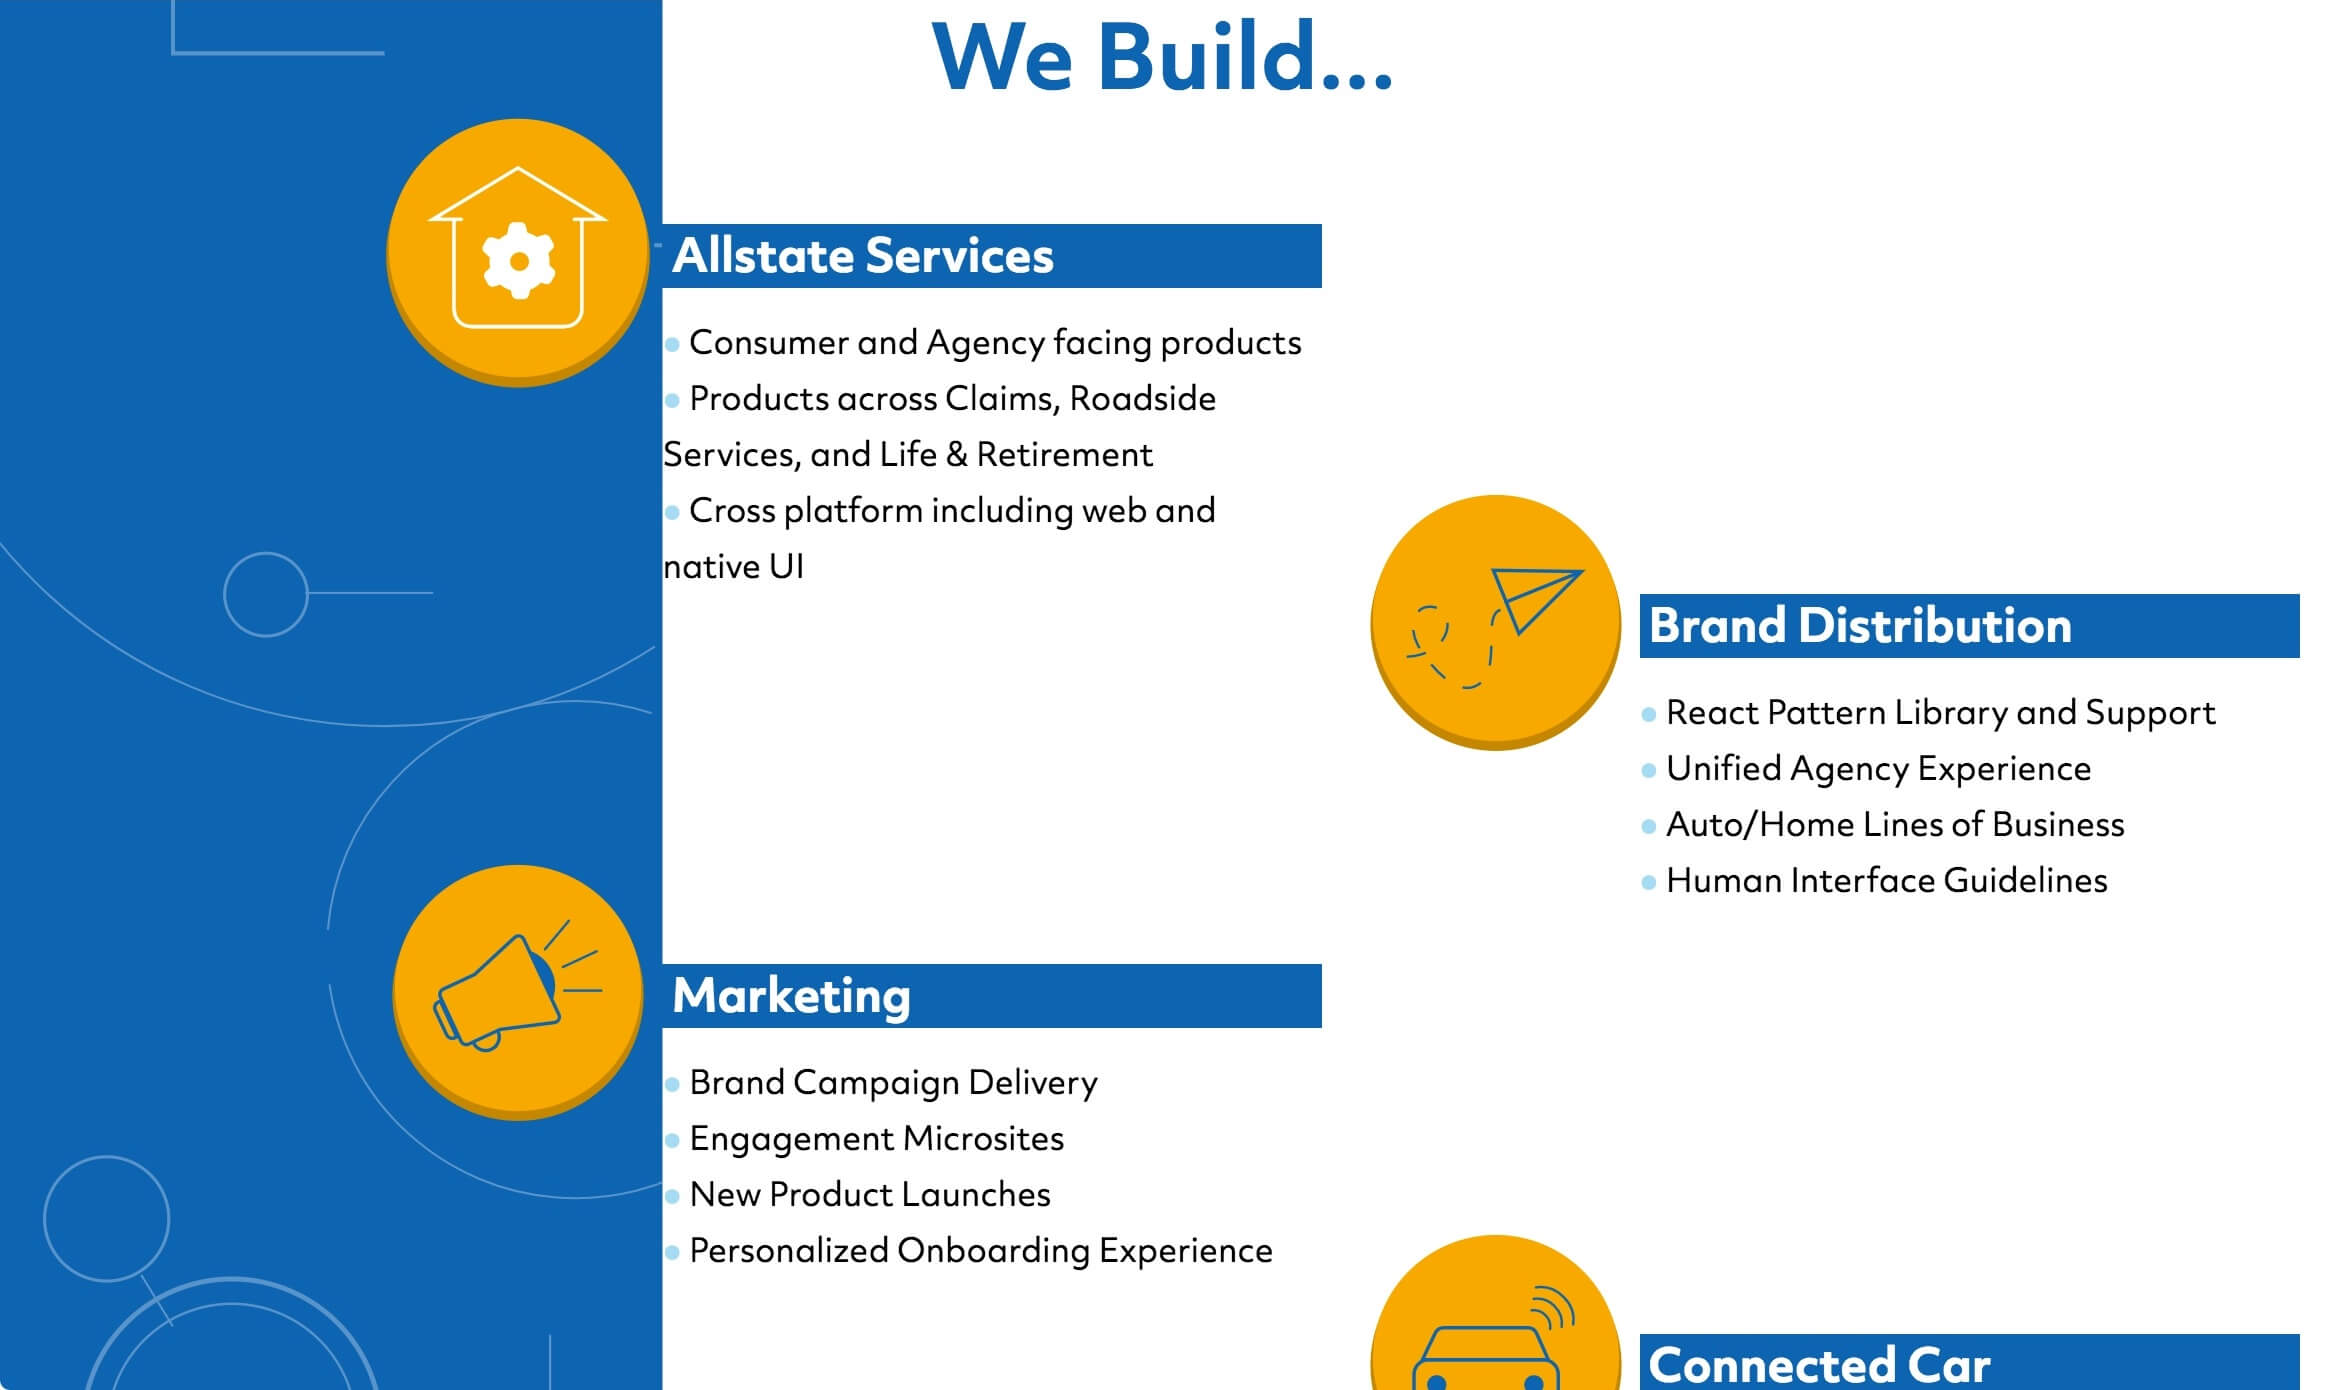 We Build...
Allstate Services
● Consumer and Agency facing products
● Products across Claims, Roadside
Services, and Life & Retirement
● Cross platform including web and
native UI
Brand Distribution
● React Pattern Library and Support
● Unified Agency Experience
● Auto/Home Lines of Business
● Human Interface Guidelines
Marketing
● Brand Campaign Delivery
● Engagement Microsites
● New Product Launches
● Personalized Onboarding Experience
Connected Car